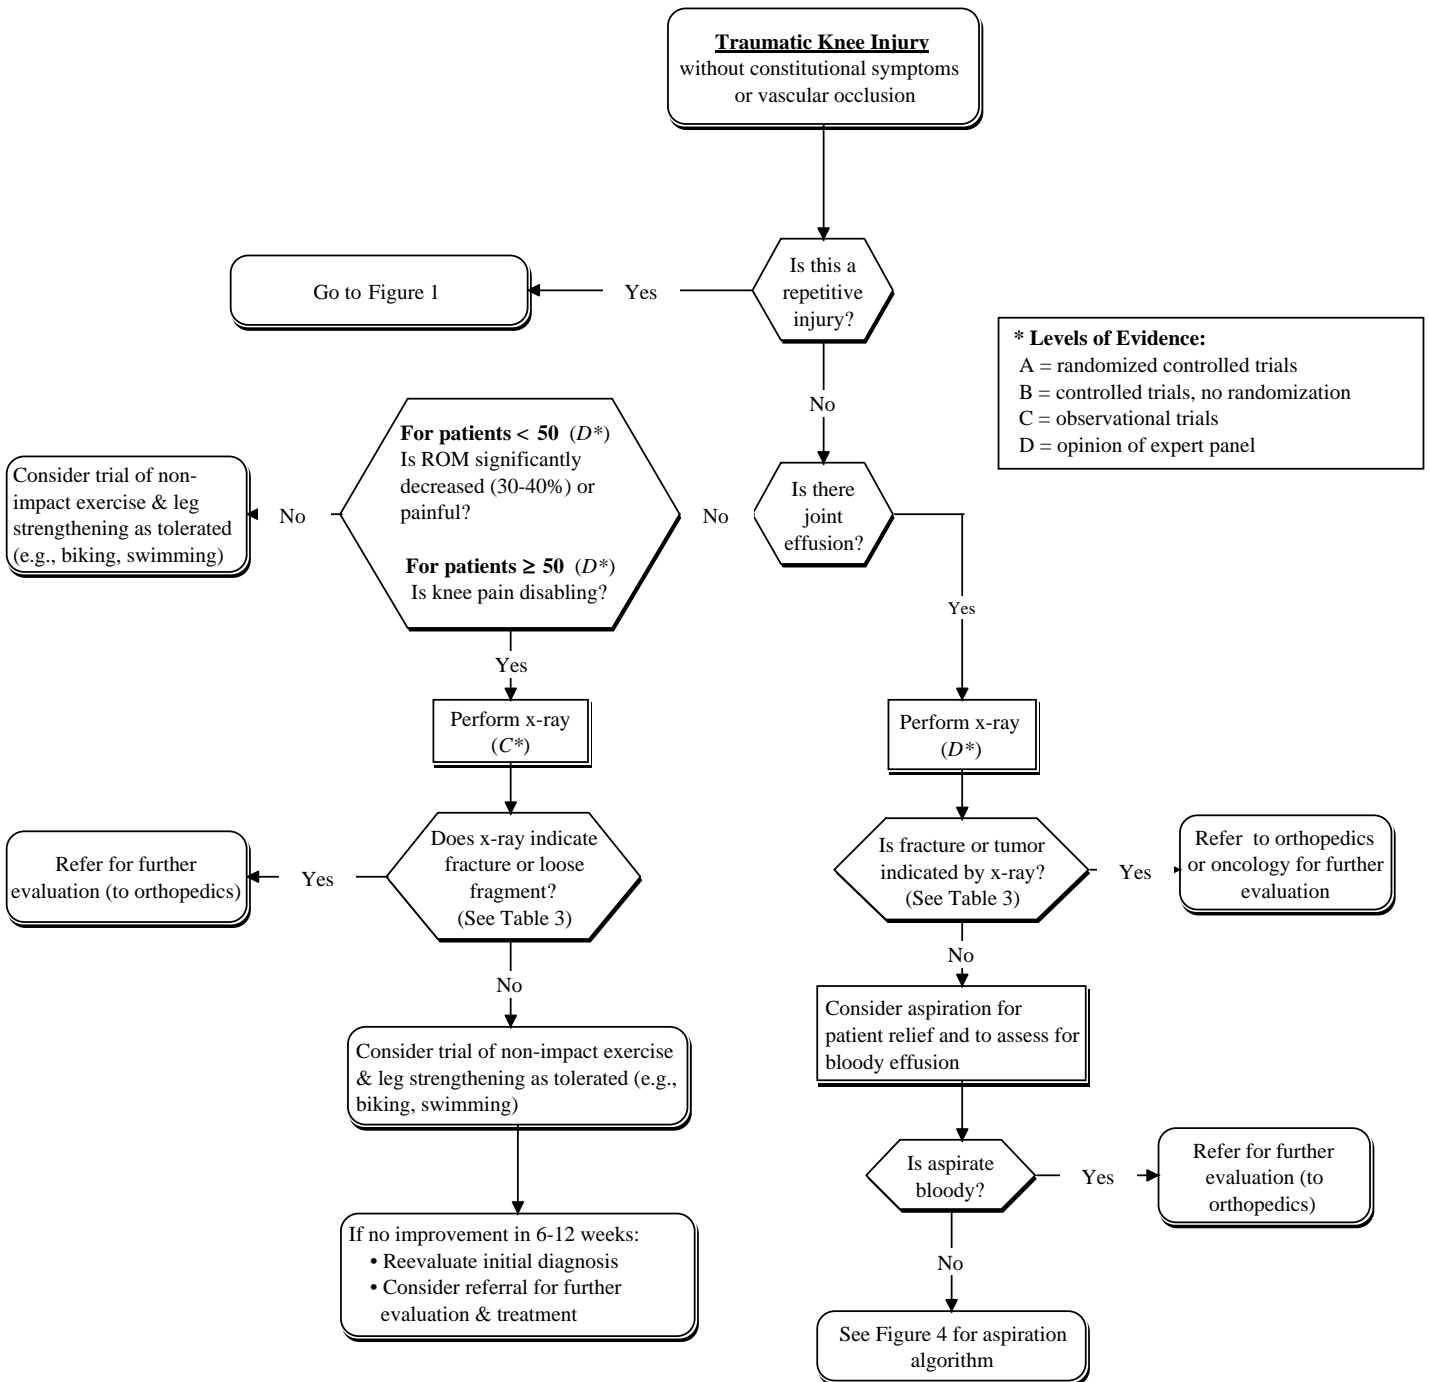 Traumatic Knee Injury
without constitutional symptoms
or vascular occlusion
Is this a
repetitive
injury?
Yes
Go to Figure 1
No
* Levels of Evidence:
A = randomized controlled trials
B = controlled trials, no randomization
C = observational trials
D = opinion of expert panel
Is there
joint
effusion?
No
For patients < 50 (D*)
Is ROM significantly
decreased (30-40%) or
painful?
For patients ≥ 50 (D*)
Is knee pain disabling?
No
Consider trial of non-
impact exercise & leg
strengthening as tolerated
(e.g., biking, swimming)
Yes
Perform x-ray
(C*)
Does x-ray indicate
fracture or loose
fragment?
(See Table 3)
Yes
Refer for further
evaluation (to orthopedics)
No
Consider trial of non-impact exercise
& leg strengthening as tolerated (e.g.,
biking, swimming)
If no improvement in 6-12 weeks:
• Reevaluate initial diagnosis
• Consider referral for further
evaluation & treatment
Yes
Perform x-ray
(D*)
Is fracture or tumor
indicated by x-ray?
(See Table 3)
Yes
Refer to orthopedics
or oncology for further
evaluation
No
Consider aspiration for
patient relief and to assess for
bloody effusion
Is aspirate
bloody?
Yes
Refer for further
evaluation (to
orthopedics)
No
See Figure 4 for aspiration
algorithm